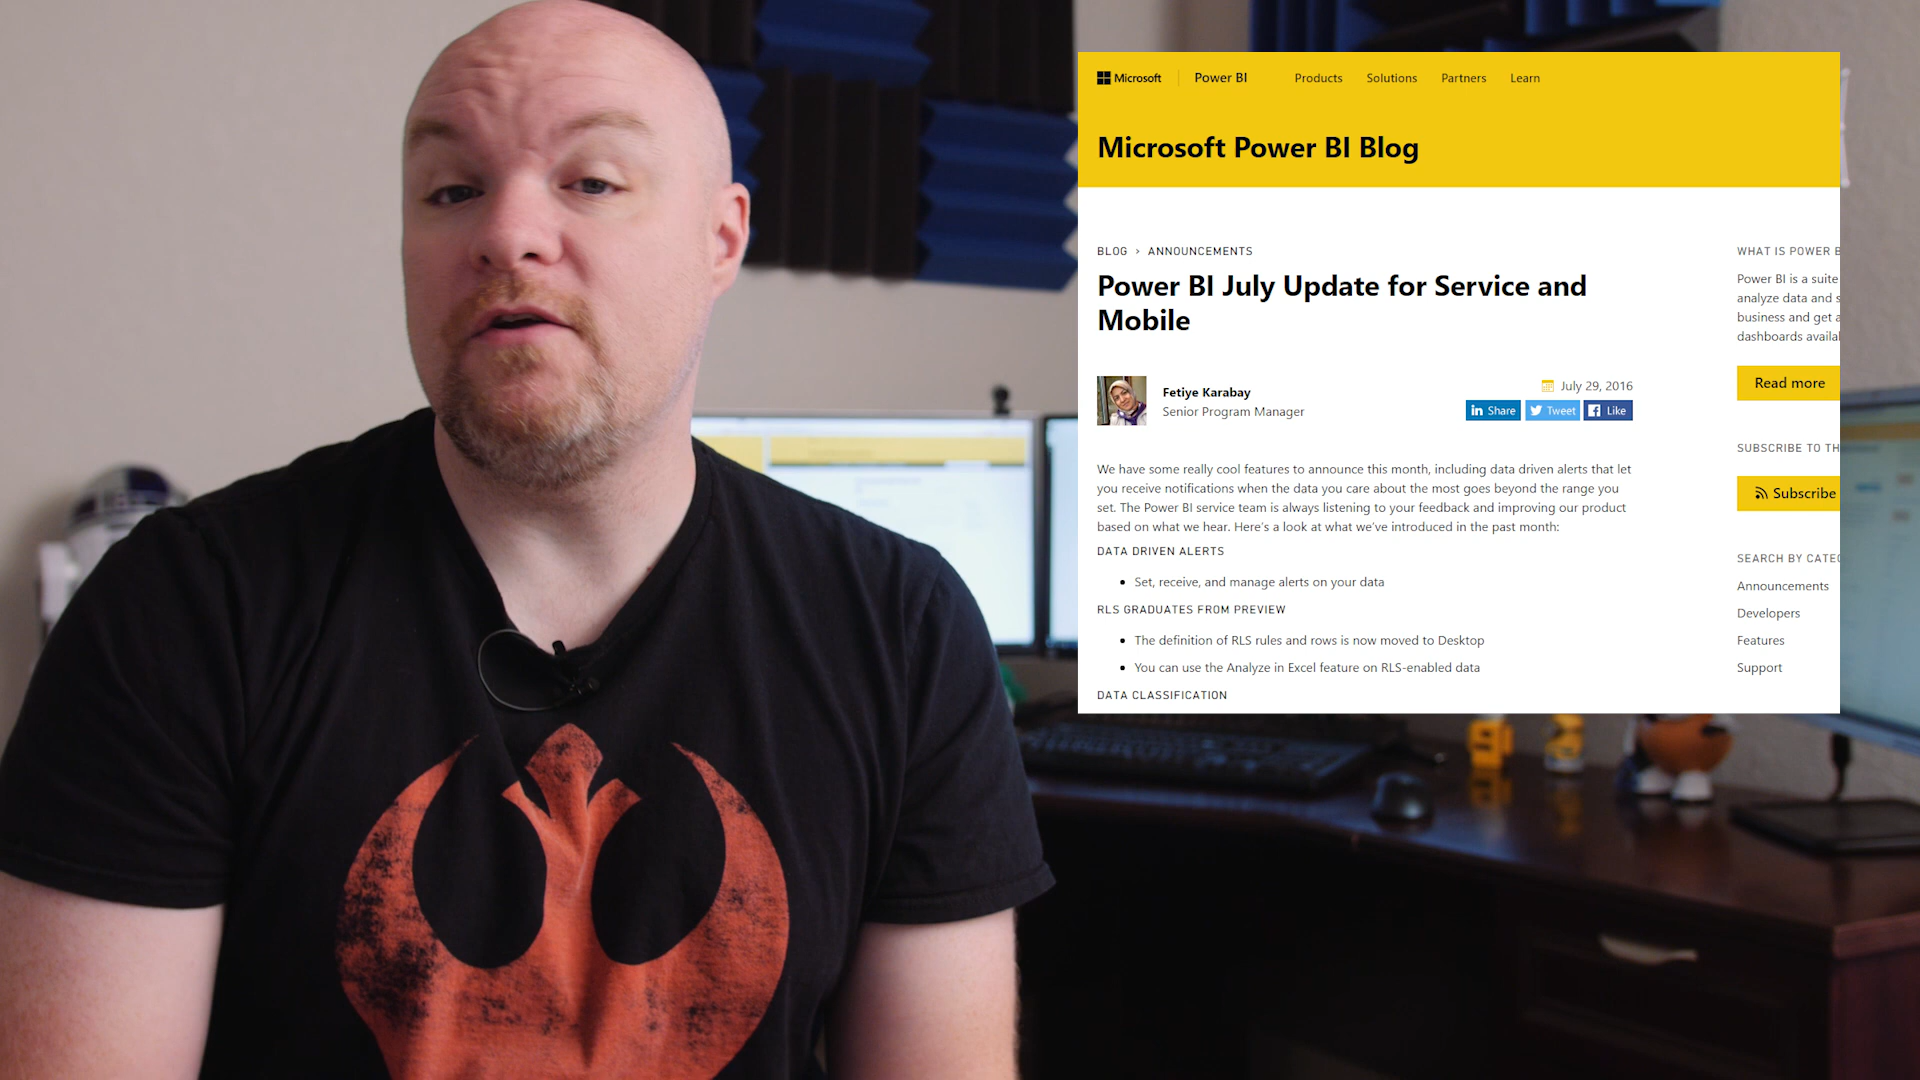 Microsoft Power BI Products Solutions Partners Learn
Microsoft Power BI Blog
BLOG › ANNOUNCEMENTS
Power BI July Update for Service and
Mobile
Fetiye Karabay
Senior Program Manager
July 29, 2016
Share Tweet Like
We have some really cool features to announce this month, including data driven alerts that let
you receive notifications when the data you care about the most goes beyond the range you
set. The Power BI service team is always listening to your feedback and improving our product
based on what we hear. Here's a look at what we've introduced in the past month:
DATA DRIVEN ALERTS
• Set, receive, and manage alerts on your data
RLS GRADUATES FROM PREVIEW
• The definition of RLS rules and rows is now moved to Desktop
• You can use the Analyze in Excel feature on RLS-enabled data
DATA CLASSIFICATION
WHAT IS POWER
Power BI is a suite
analyze data and
business and get
dashboards
Read more
SUBSCRIBE TO
Subscribe
SEARCH BY
Announcements
Developers
Features
Support